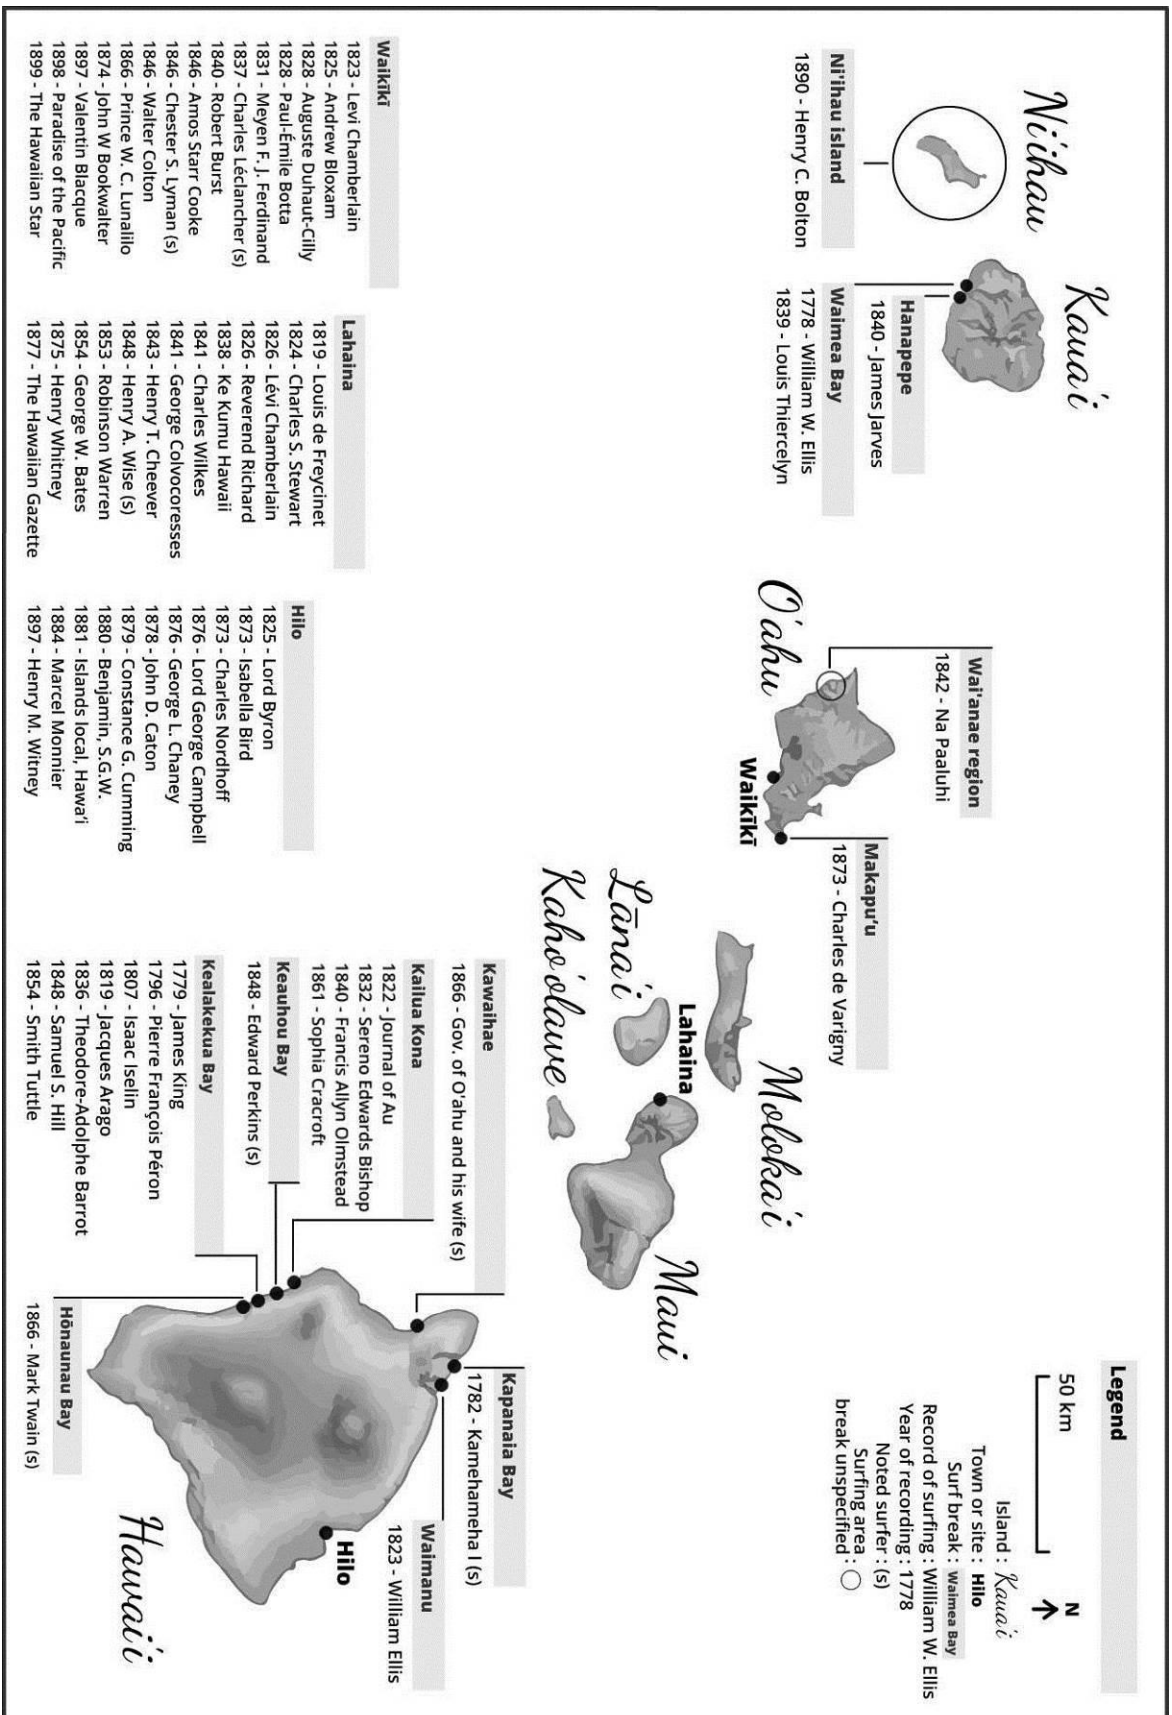 Ni'ihau
Ni'ihau island
1890 - Henry C. Bolton
Kaua'i
Hanapepe
1840 - James Jarves
Waimea Bay
1778 - William W. Ellis
1839 - Louis Thiercelyn
O'ahu
Wai'anae region
1842 - Na Paaluhi
Waikīkī
Makapu'u
1873 - Charles de Varigny
Moloka'i
Lāna'i
Kaho'olawe
Lahaina
Maui
Legend
50 km
N
Island : Kaua'i
Town or site : Hilo
Surf break : Waimea Bay
Record of surfing : William W. Ellis
Year of recording : 1778
Noted surfer : (s)
Surfing area
break unspecified :
Waikīkī
1823 - Levi Chamberlain
1825 - Andrew Bloxam
1828 - Auguste Duhaut-Cilly
1828 - Paul-Émile Botta
1831 - Meyen F. J. Ferdinand
1837 - Charles Léclancher (s)
1840 - Robert Burst
1846 - Amos Starr Cooke
1846 - Chester S. Lyman (s)
1846 - Walter Colton
1866 - Prince W. C. Lunalilo
1874 - John W Bookwalter
1897 - Valentin Blacque
1898 - Paradise of the Pacific
1899 - The Hawaiian Star
Lahaina
1819 - Louis de Freycinet
1824 - Charles S. Stewart
1826 - Lévi Chamberlain
1826 - Reverend Richard
1838 - Ke Kumu Hawaii
1841 - Charles Wilkes
1841 - George Colvocoresses
1843 - Henry T. Cheever
1848 - Henry A. Wise (s)
1853 - Robinson Warren
1854 - George W. Bates
1875 - Henry Whitney
1877 - The Hawaiian Gazette
Hilo
1825 - Lord Byron
1873 - Isabella Bird
1873 - Charles Nordhoff
1876 - Lord George Campbell
1876 - George L. Chaney
1878 - John D. Caton
1879 - Constance G. Cumming
1880 - Benjamin, S.G.W.
1881 - Islands local, Hawa'i
1884 - Marcel Monnier
1897 - Henry M. Witney
Kawaihae
1866 - Gov. of O'ahu and his wife (s)
Kailua Kona
1822 - Journal of Au
1832 - Sereno Edwards Bishop
1840 - Francis Allyn Olmstead
1861 - Sophia Cracroft
Keauhou Bay
1848 - Edward Perkins (s)
Kealakekua Bay
1779 - James King
1796 - Pierre François Péron
1807 - Isaac Iselin
1819 - Jacques Arago
1836 - Theodore-Adolphe Barrot
1848 - Samuel S. Hill
1854 - Smith Tuttle
Hōnaunau Bay
1866 - Mark Twain (s)
Kapanaia Bay
1782 - Kamehameha I (s)
Waimanu
1823 - William Ellis
Hilo
Hawai'i